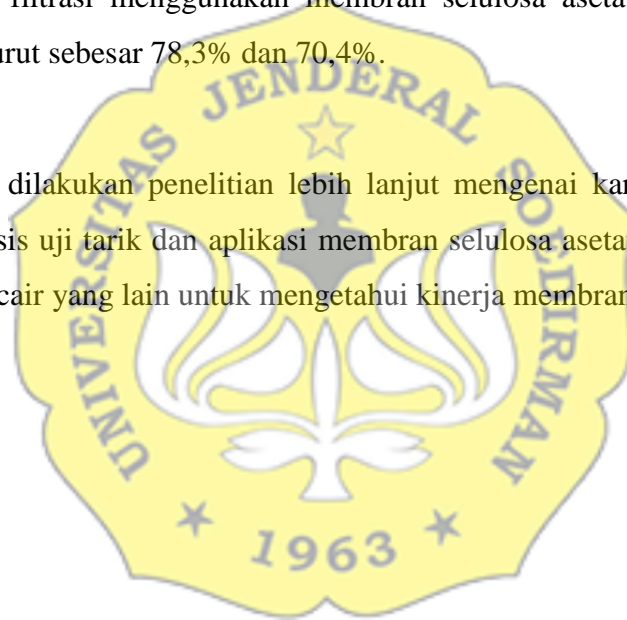 filtrasi menggunakan membran selulosa aseta
urut sebesar 78,3% dan 70,4%.
dilakukan penelitian lebih lanjut mengenai kar
sis uji tarik dan aplikasi membran selulosa aseta
cair yang lain untuk mengetahui kinerja membran
UNIVERSITAS JENDERAL SOEDIRMAN
1963